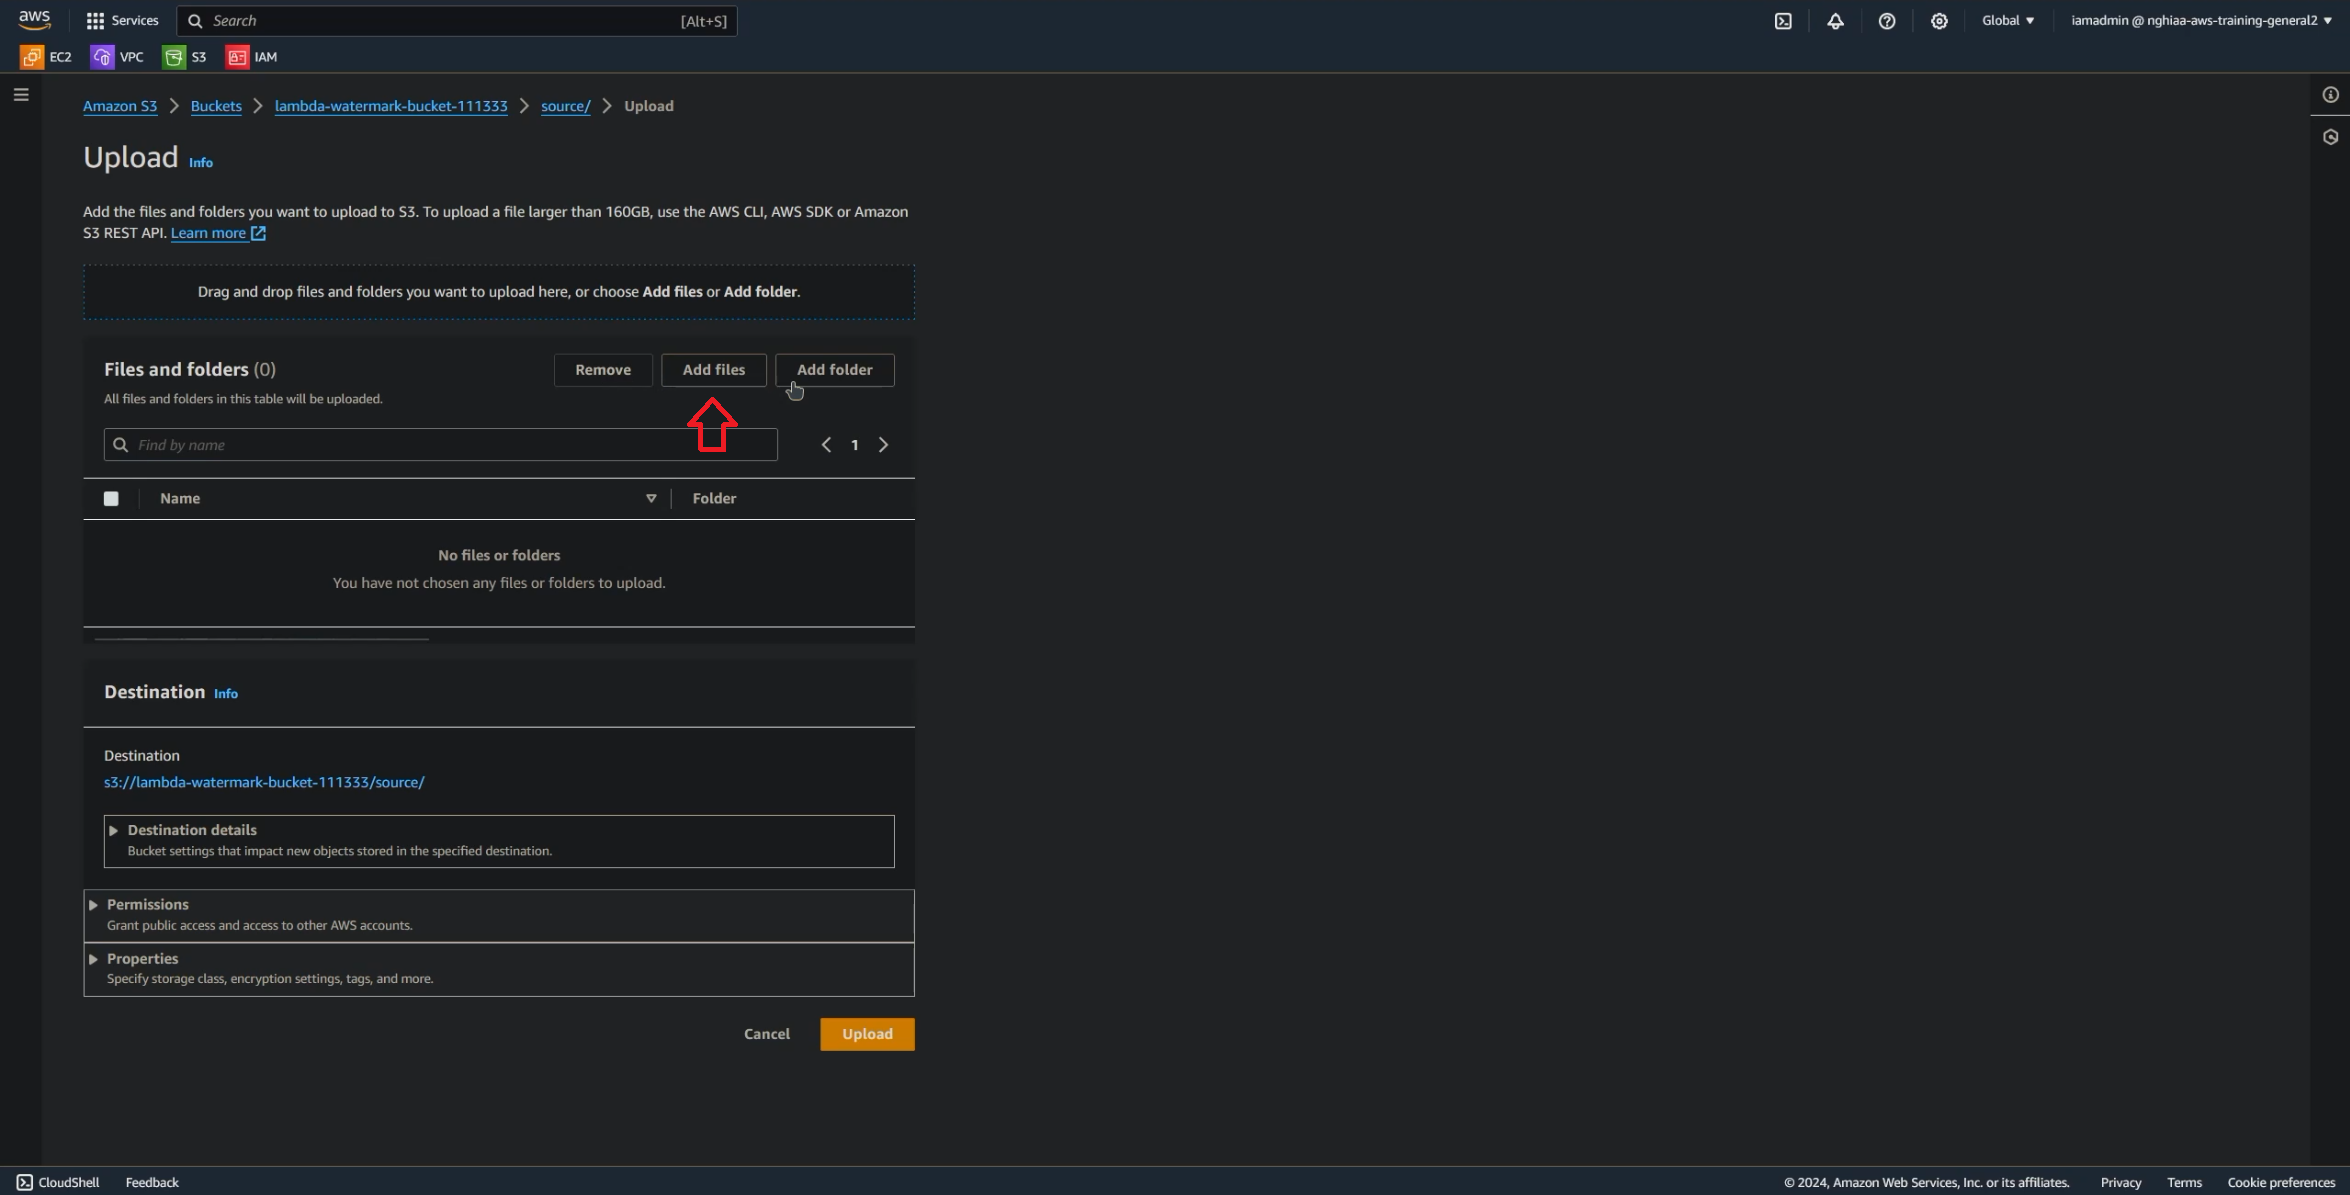 aws
Services
Search
[Alt+S]
Global
iamadmin @ nghiaa-aws-training-general2
EC2
VPC
S3
IAM
Amazon S3 > Buckets > lambda-watermark-bucket-111333 > source/ > Upload
Upload Info
Add the files and folders you want to upload to S3. To upload a file larger than 160GB, use the AWS CLI, AWS SDK or Amazon
S3 REST API. Learn more
Drag and drop files and folders you want to upload here, or choose Add files or Add folder.
Files and folders (0)
Remove
Add files
Add folder
All files and folders in this table will be uploaded.
Find by name
1
Name
Folder
No files or folders
You have not chosen any files or folders to upload.
Destination Info
Destination
s3://lambda-watermark-bucket-111333/source/
Destination details
Bucket settings that impact new objects stored in the specified destination.
Permissions
Grant public access and access to other AWS accounts.
Properties
Specify storage class, encryption settings, tags, and more.
Cancel
Upload
CloudShell
Feedback
© 2024, Amazon Web Services, Inc. or its affiliates.
Privacy
Terms
Cookie preferences